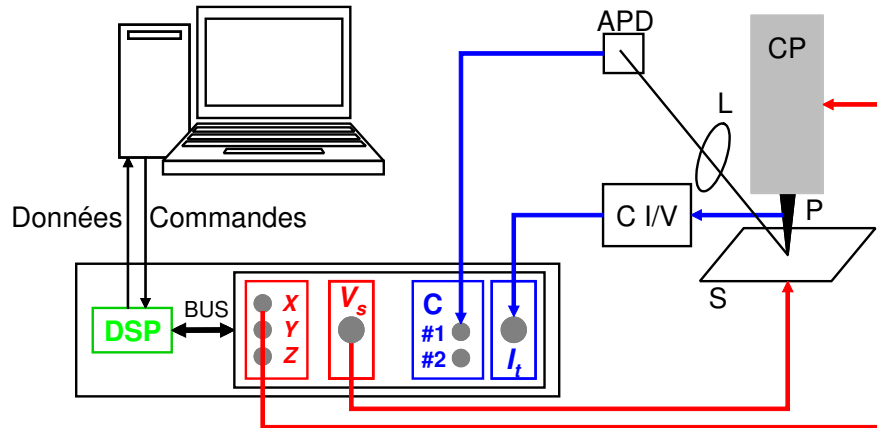 APD
CP
L
Données
Commandes
C I/V
P
S
BUS
DSP
X
Y
Z
Vs
C
#1
#2
It